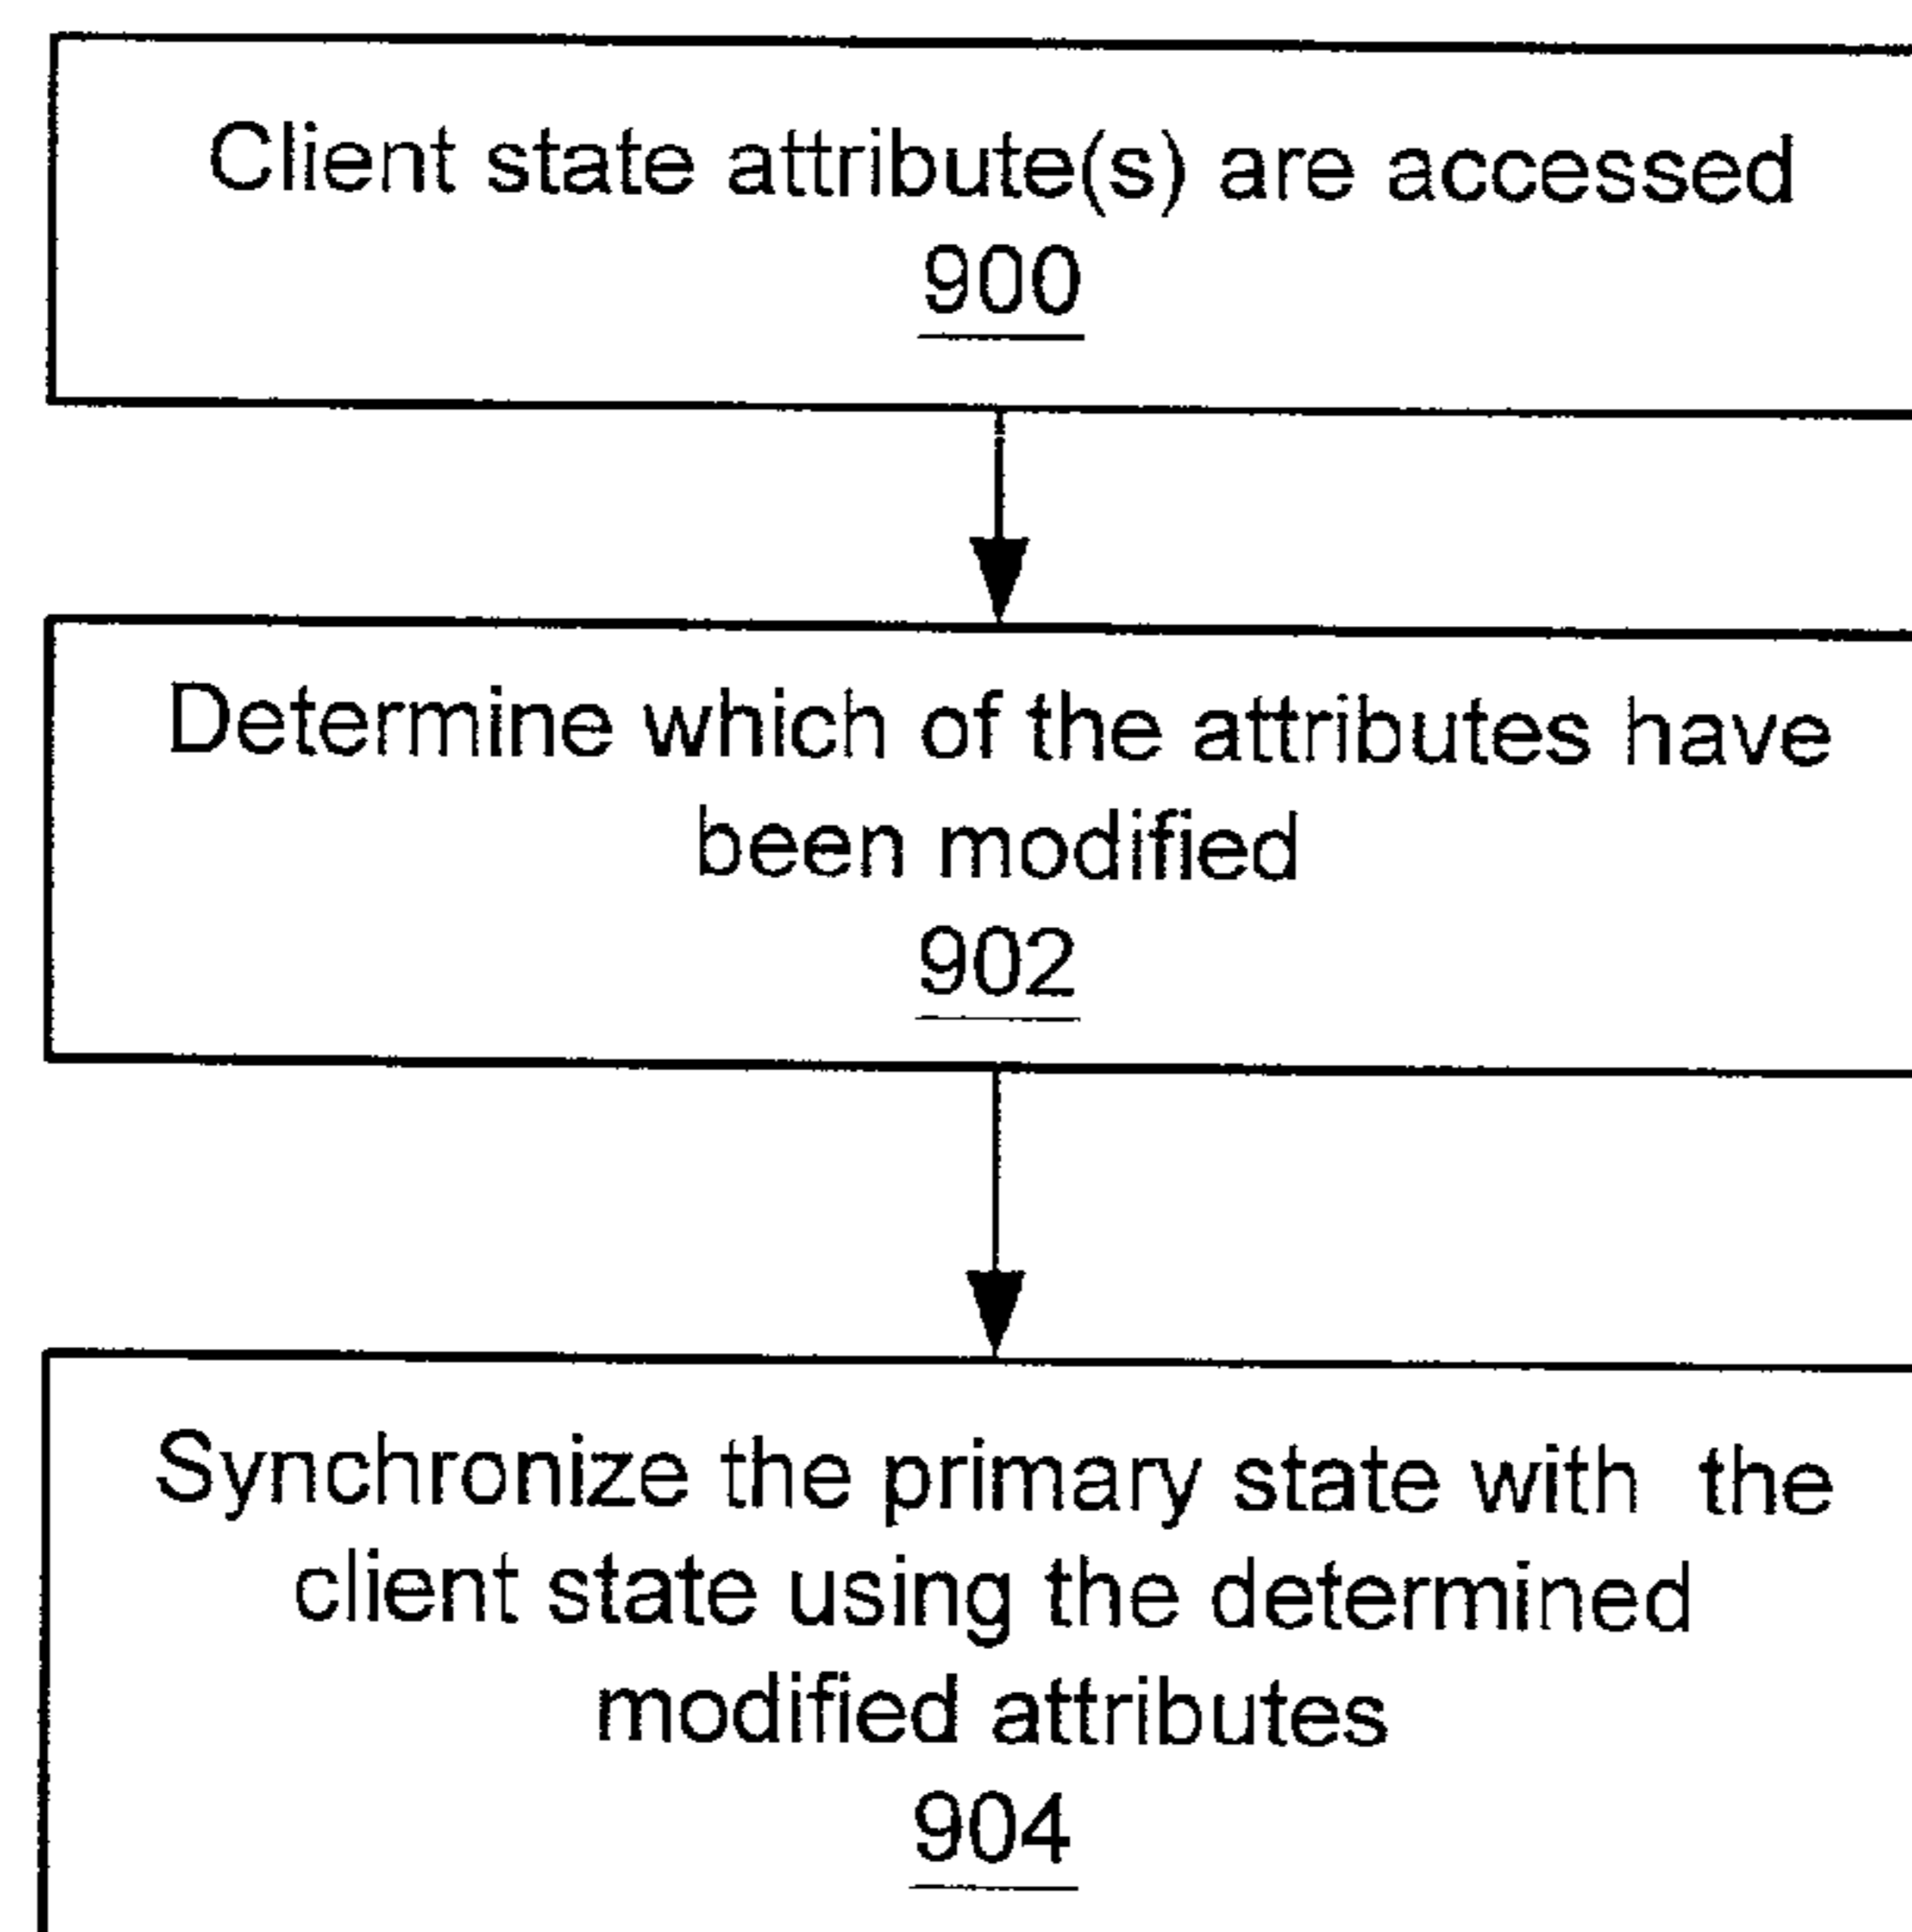 Client state attribute(s) are accessed
900
Determine which of the attributes have
been modified
902
Synchronize the primary state with the
client state using the determined
modified attributes
904